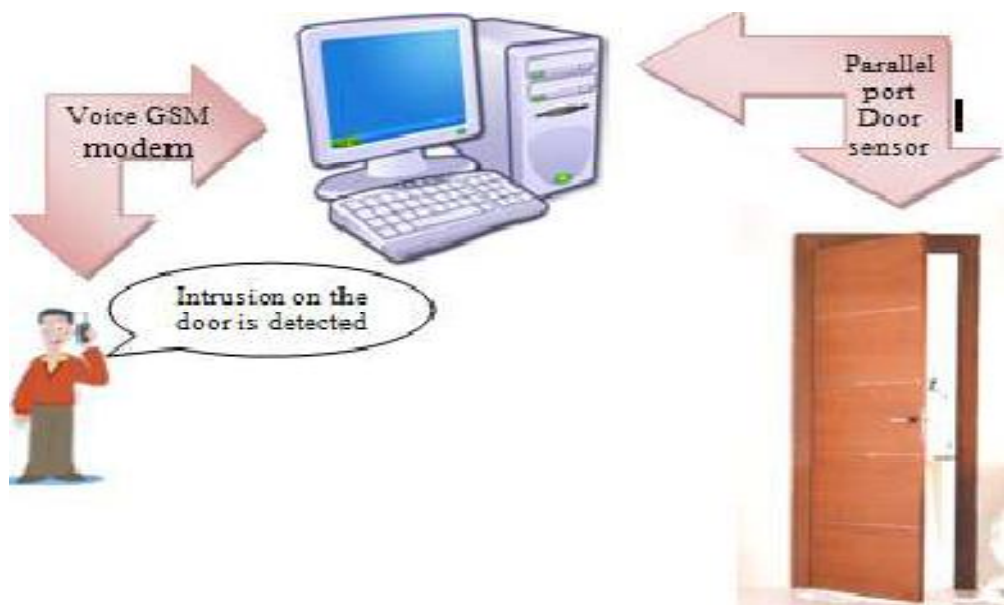 Voice GSM
modem
Parallel
port
Door
sensor
Intrusion on the
door is detected